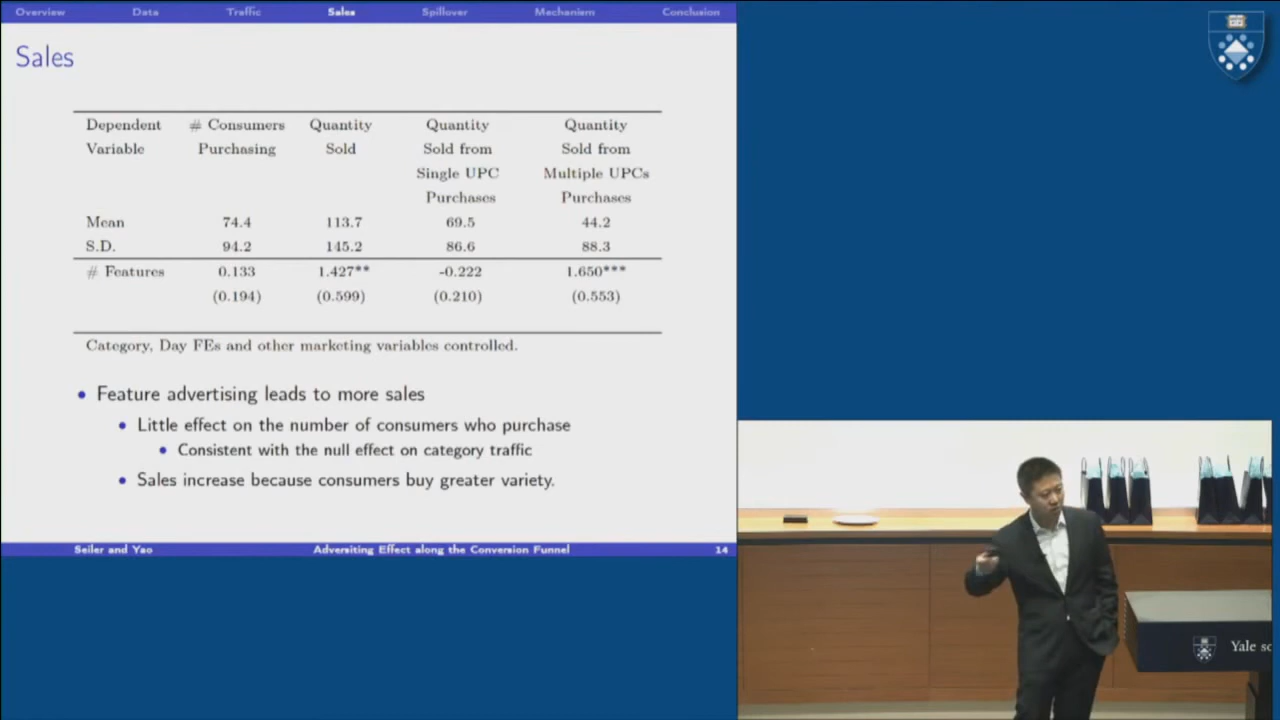 Overview Data Traffic Sales Spillover Mechanism Conclusion
Sales
Dependent # Consumers Quantity Quantity Quantity
Variable Purchasing Sold Sold from Sold from
Single UPC Multiple UPCs
Purchases Purchases
Mean 74.4 113.7 69.5 44.2
S.D. 94.2 145.2 86.6 88.3
# Features 0.133 1.427** -0.222 1.650***
(0.194) (0.599) (0.210) (0.553)
Category, Day FEs and other marketing variables controlled.
• Feature advertising leads to more sales
• Little effect on the number of consumers who purchase
• Consistent with the null effect on category traffic
• Sales increase because consumers buy greater variety.
Seiler and Yao Adversiting Effect along the Conversion Funnel 14
Yale sc